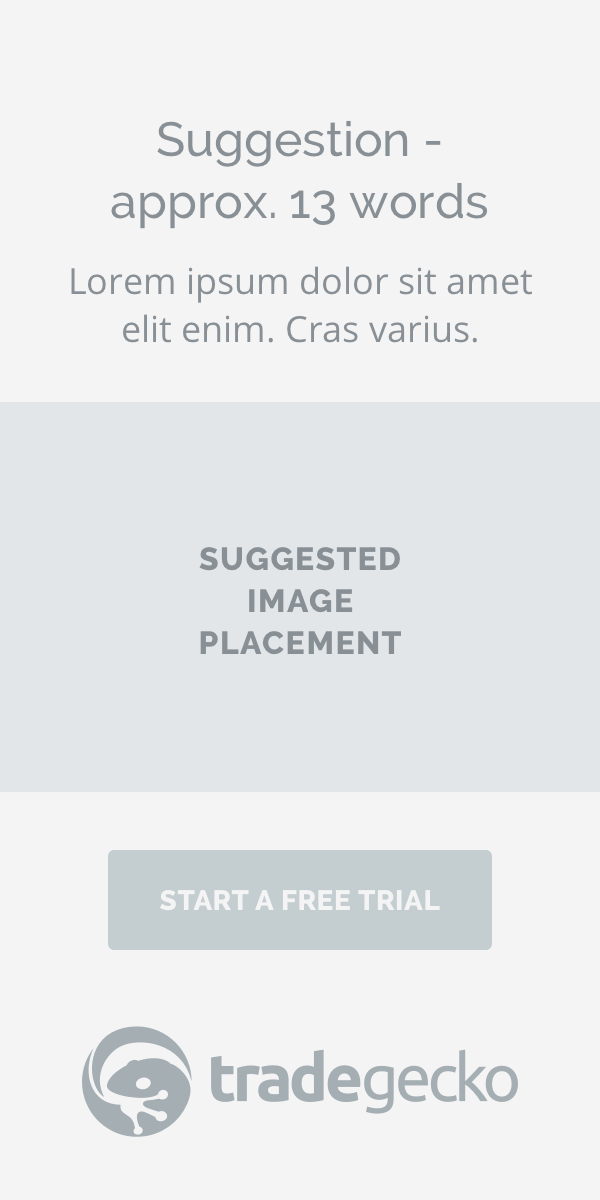 Suggestion -
approx. 13 words
Lorem ipsum dolor sit amet
elit enim. Cras varius.
SUGGESTED
IMAGE
PLACEMENT
START A FREE TRIAL
tradegecko